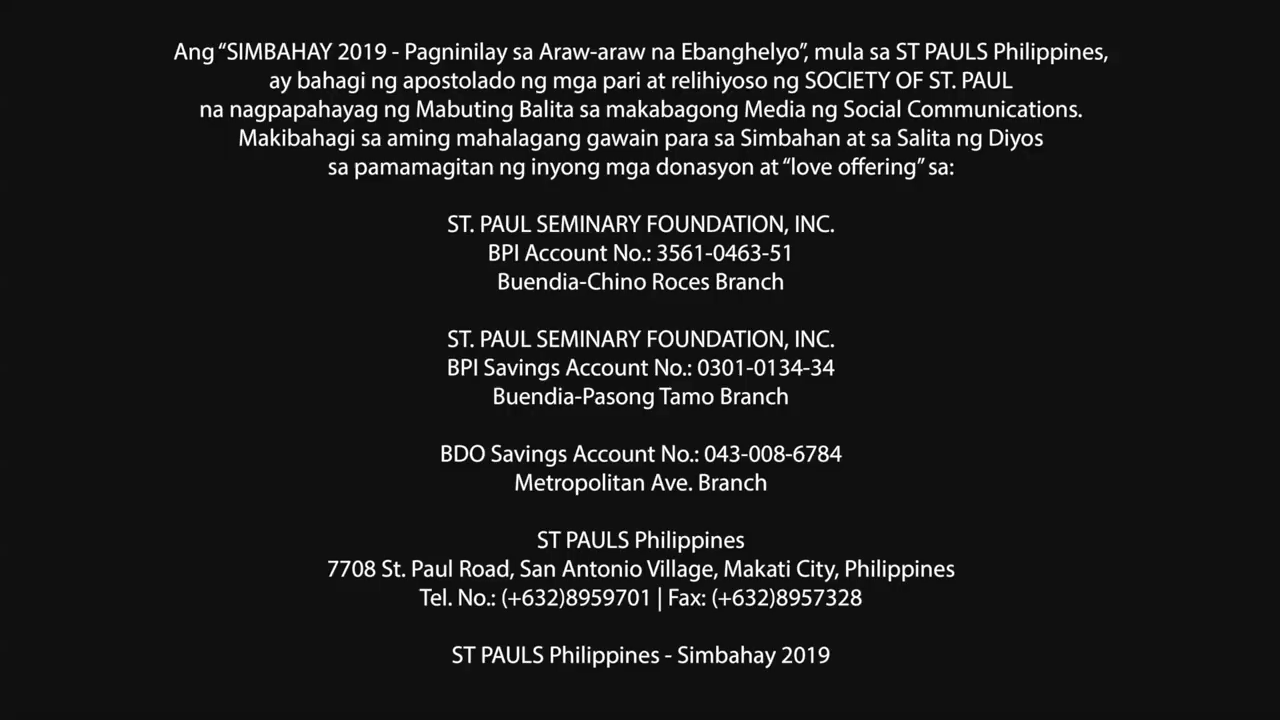 Ang “SIMBAHAY 2019 - Pagninilay sa Araw-araw na Ebanghelyo”, mula sa ST PAULS Philippines,
ay bahagi ng apostolado ng mga pari at relihiyoso ng SOCIETY OF ST. PAUL
na nagpapahayag ng Mabuting Balita sa makabagong Media ng Social Communications.
Makibahagi sa aming mahalagang gawain para sa Simbahan at sa Salita ng Diyos
sa pamamagitan ng inyong mga donasyon at “love offering” sa:
ST. PAUL SEMINARY FOUNDATION, INC.
BPI Account No.: 3561-0463-51
Buendia-Chino Roces Branch
ST. PAUL SEMINARY FOUNDATION, INC.
BPI Savings Account No.: 0301-0134-34
Buendia-Pasong Tamo Branch
BDO Savings Account No.: 043-008-6784
Metropolitan Ave. Branch
ST PAULS Philippines
7708 St. Paul Road, San Antonio Village, Makati City, Philippines
Tel. No.: (+632)8959701 | Fax: (+632)8957328
ST PAULS Philippines - Simbahay 2019